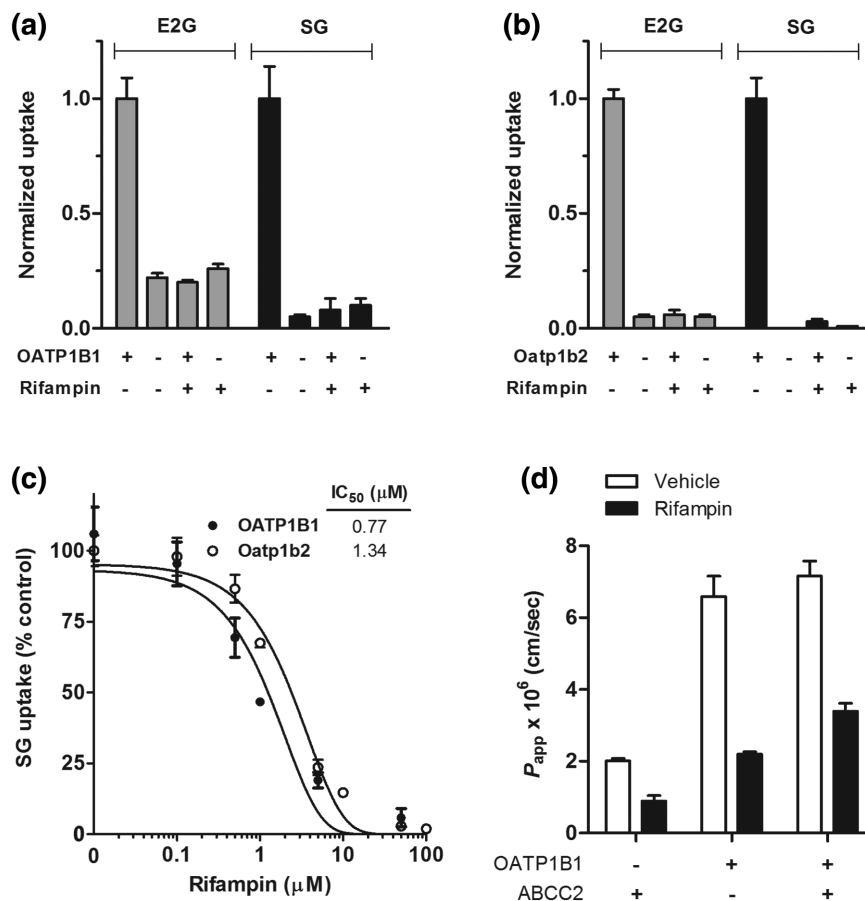 (a)
E2G SG
Normalized uptake
1.0
0.5
0.0
OATP1B1 + - + - + - + -
Rifampin - - + + - - + +
(b)
E2G SG
Normalized uptake
1.0
0.5
0.0
Oatp1b2 + - + - + - + -
Rifampin - - + + - - + +
(c)
IC50 (μM)
OATP1B1 0.77
Oatp1b2 1.34
SG uptake (% control)
100
75
50
25
0
0 0.1 1 10 100
Rifampin (μM)
(d)
Vehicle
Rifampin
Papp x 10^6 (cm/sec)
8
6
4
2
0
OATP1B1 - + +
ABCC2 + - +